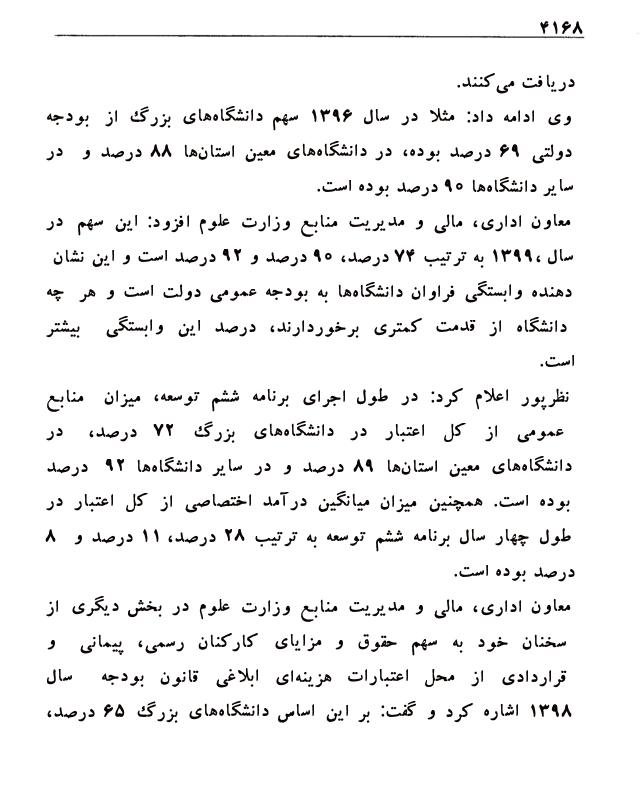 ۴۱۶۸
دریافت می‌کنند.
وی ادامه داد: مثلا در سال ۱۳۹۶ سهم دانشگاه‌های بزرگ از بودجه
دولتی ۶۹ درصد بوده، در دانشگاه‌های معین استان‌ها ۸۸ درصد و در
سایر دانشگاه‌ها ۹۰ درصد بوده است.
معاون اداری، مالی و مدیریت منابع وزارت علوم افزود: این سهم در
سال ۱۳۹۹، به ترتیب ۷۴ درصد، ۹۰ درصد و ۹۲ درصد است و این نشان
دهنده وابستگی فراوان دانشگاه‌ها به بودجه عمومی دولت است و هر چه
دانشگاه از قدمت کمتری برخوردارند، درصد این وابستگی بیشتر
است.
نظرپور اعلام کرد: در طول اجرای برنامه ششم توسعه، میزان منابع
عمومی از کل اعتبار در دانشگاه‌های بزرگ ۷۲ درصد، در
دانشگاه‌های معین استان‌ها ۸۹ درصد و در سایر دانشگاه‌ها ۹۲ درصد
بوده است. همچنین میزان میانگین درآمد اختصاصی از کل اعتبار در
طول چهار سال برنامه ششم توسعه به ترتیب ۲۸ درصد، ۱۱ درصد و ۸
درصد بوده است.
معاون اداری، مالی و مدیریت منابع وزارت علوم در بخش دیگری از
سخنان خود به سهم حقوق و مزایای کارکنان رسمی، پیمانی و
قراردادی از محل اعتبارات هزینه‌ای ابلاغی قانون بودجه سال
۱۳۹۸ اشاره کرد و گفت: بر این اساس دانشگاه‌های بزرگ ۶۵ درصد،